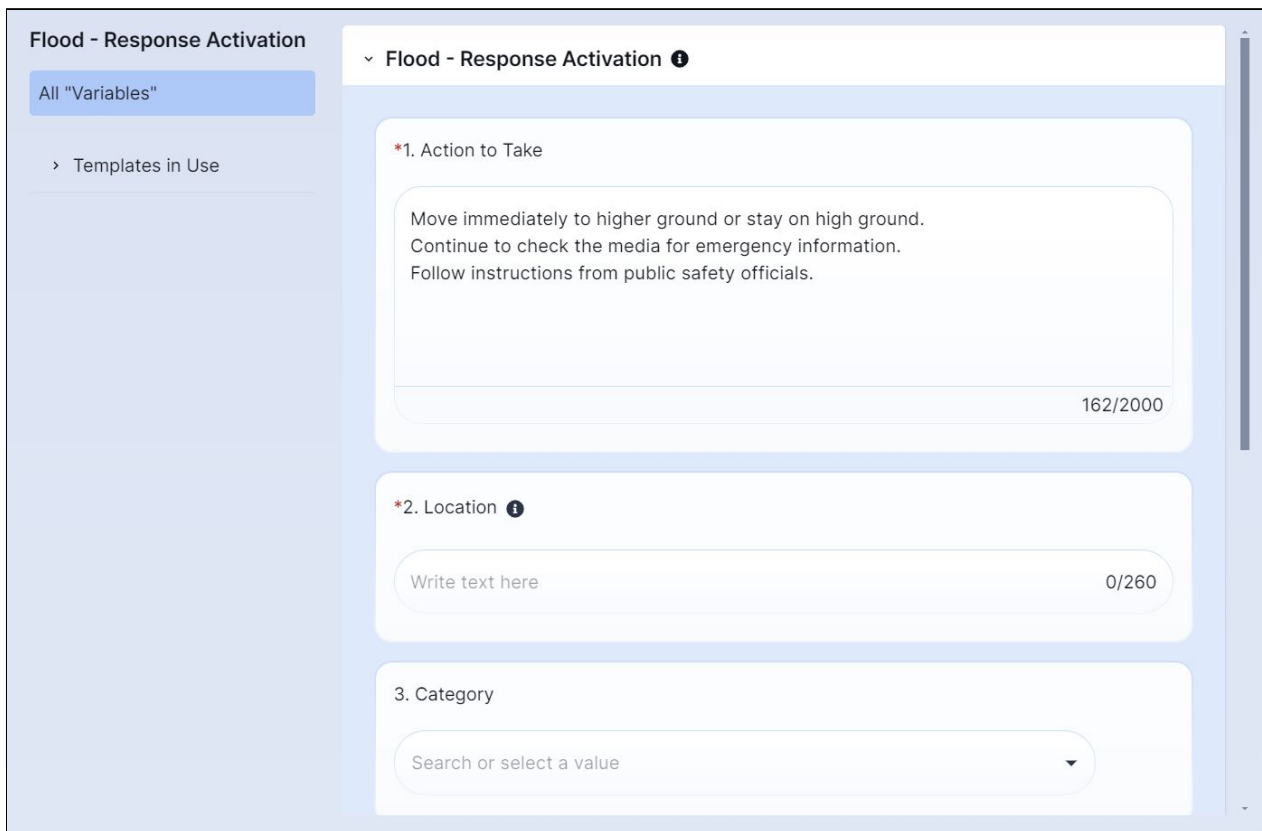 Flood - Response Activation
All "Variables"
Templates in Use
Flood - Response Activation
*1. Action to Take
Move immediately to higher ground or stay on high ground.
Continue to check the media for emergency information.
Follow instructions from public safety officials.
162/2000
*2. Location
Write text here 0/260
3. Category
Search or select a value